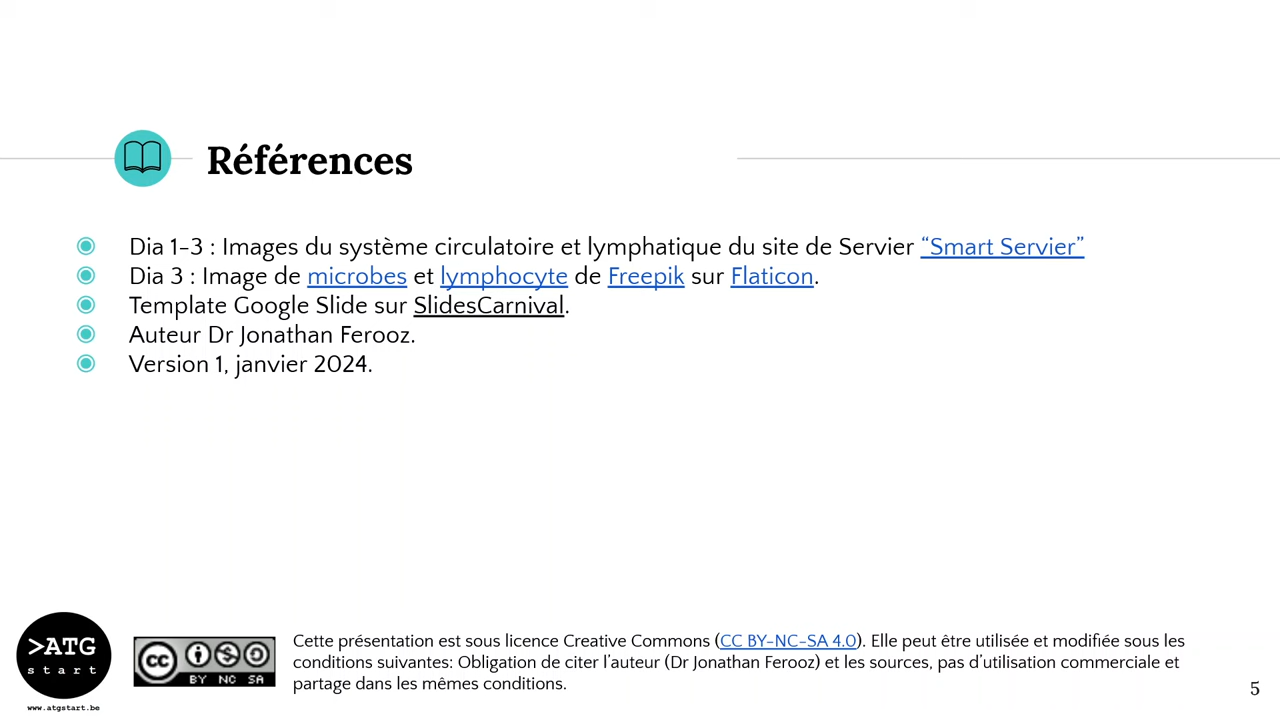 Références
Dia 1-3 : Images du système circulatoire et lymphatique du site de Servier “Smart Servier”
Dia 3 : Image de microbes et lymphocyte de Freepik sur Flaticon.
Template Google Slide sur SlidesCarnival.
Auteur Dr Jonathan Ferooz.
Version 1, janvier 2024.
>ATG
start
www.atgstart.be
cc
BY NC SA
Cette présentation est sous licence Creative Commons (CC BY-NC-SA 4.0). Elle peut être utilisée et modifiée sous les
conditions suivantes: Obligation de citer l’auteur (Dr Jonathan Ferooz) et les sources, pas d’utilisation commerciale et
partage dans les mêmes conditions.
5